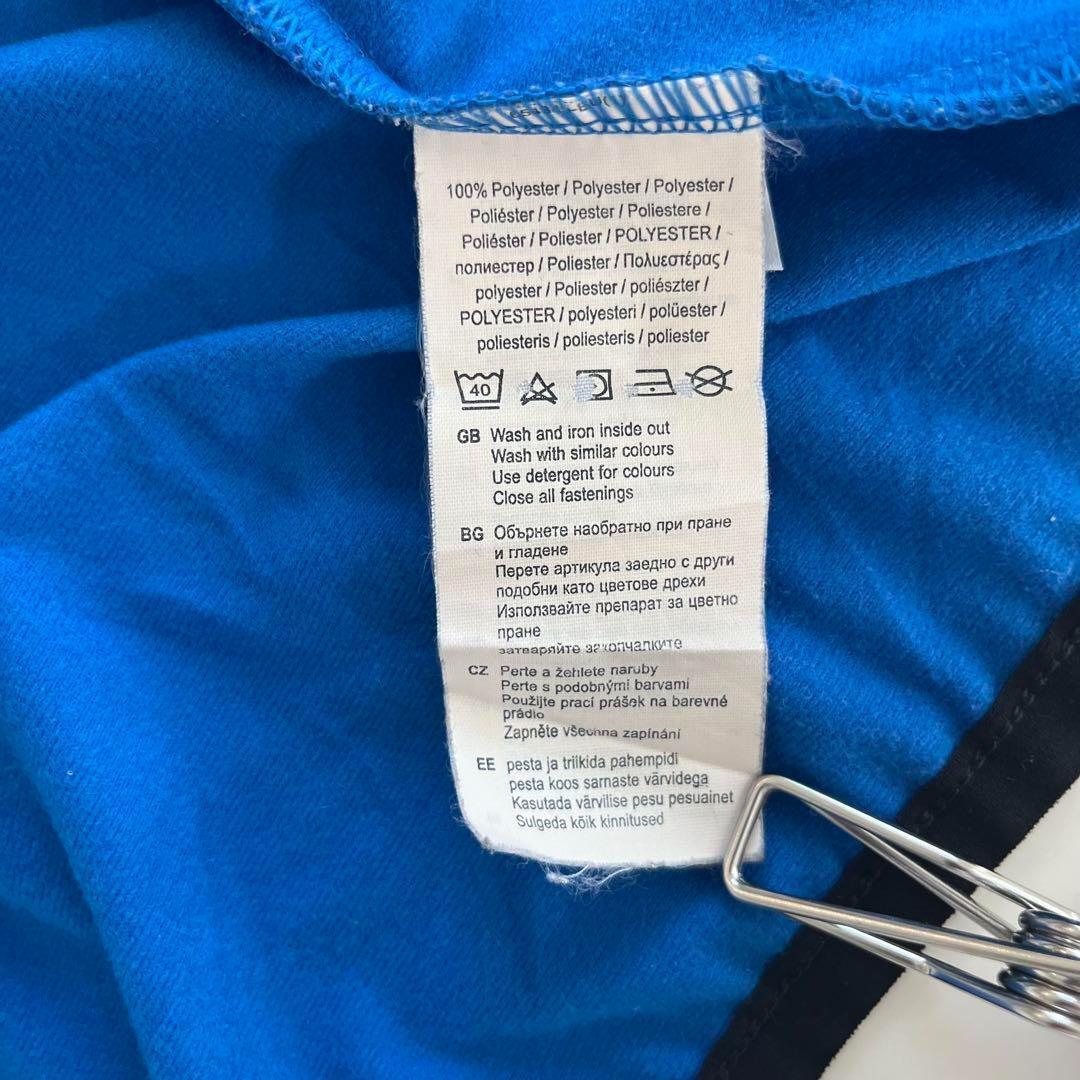 100% Polyester / Polyester / Polyester /
Poliéster / Polyester / Poliestere /
Poliéster / Poliester / POLYESTER /
полиестер / Poliester / Πολυεστέρας /
polyester / Poliester / poliészter /
POLYESTER / polyesteri / polüester /
poliesteris / poliesteris / poliester
40
GB Wash and iron inside out
Wash with similar colours
Use detergent for colours
Close all fastenings
BG Обърнете наобратно при пране
и гладене
Перете артикула заедно с други
подобни като цветове дрехи
Използвайте препарат за цветно
пране
затваряйте закопчалките
CZ Perte a žehlete naruby
Perte s podobnými barvami
Použijte prací prášek na barevné
prádlo
Zapněte všechna zapínání
EE pesta ja triikida pahempidi
pesta koos sarnaste värvidega
Kasutada värvilise pesu pesuainet
Sulgeda kõik kinnitused